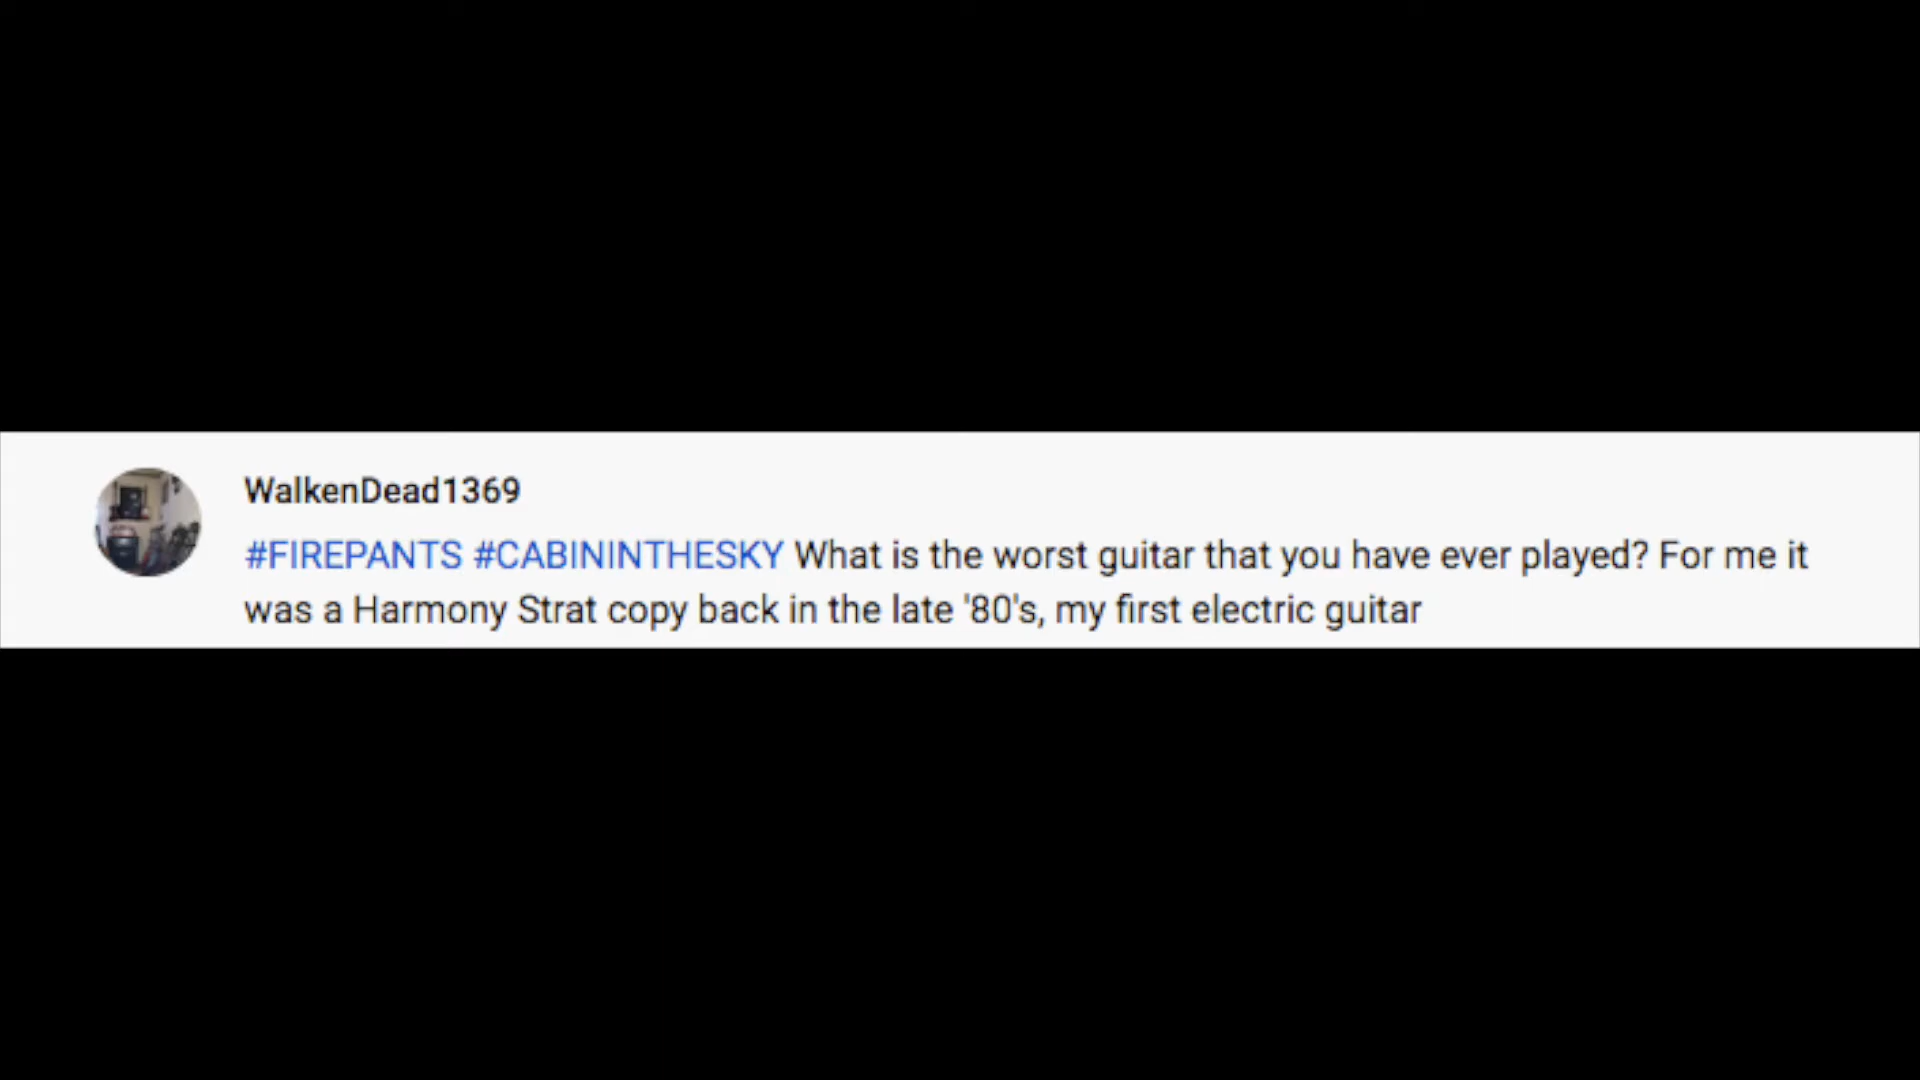 WalkenDead1369
#FIREPANTS #CABININTHESKY What is the worst guitar that you have ever played? For me it
was a Harmony Strat copy back in the late '80's, my first electric guitar